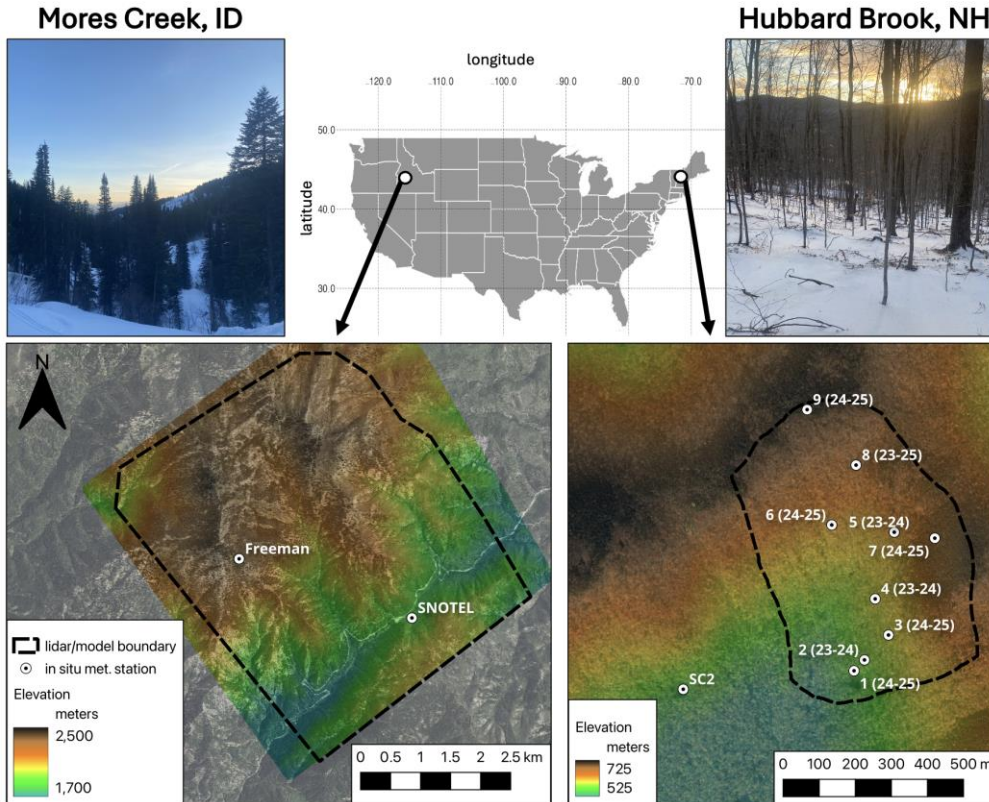 Mores Creek, ID
Hubbard Brook, NH
longitude
.120.0 .110.0 .100.0 .90.0 .80.0 .70.0
latitude
50.0
40.0
30.0
N
Freeman
SNOTEL
lidar/model boundary
in situ met. station
Elevation
meters
2,500
1,700
0 0.5 1 1.5 2 2.5 km
9 (24-25)
8 (23-25)
6 (24-25)
5 (23-24)
7 (24-25)
4 (23-24)
3 (24-25)
2 (23-24)
1 (24-25)
SC2
Elevation
meters
725
525
0 100 200 300 400 500 m